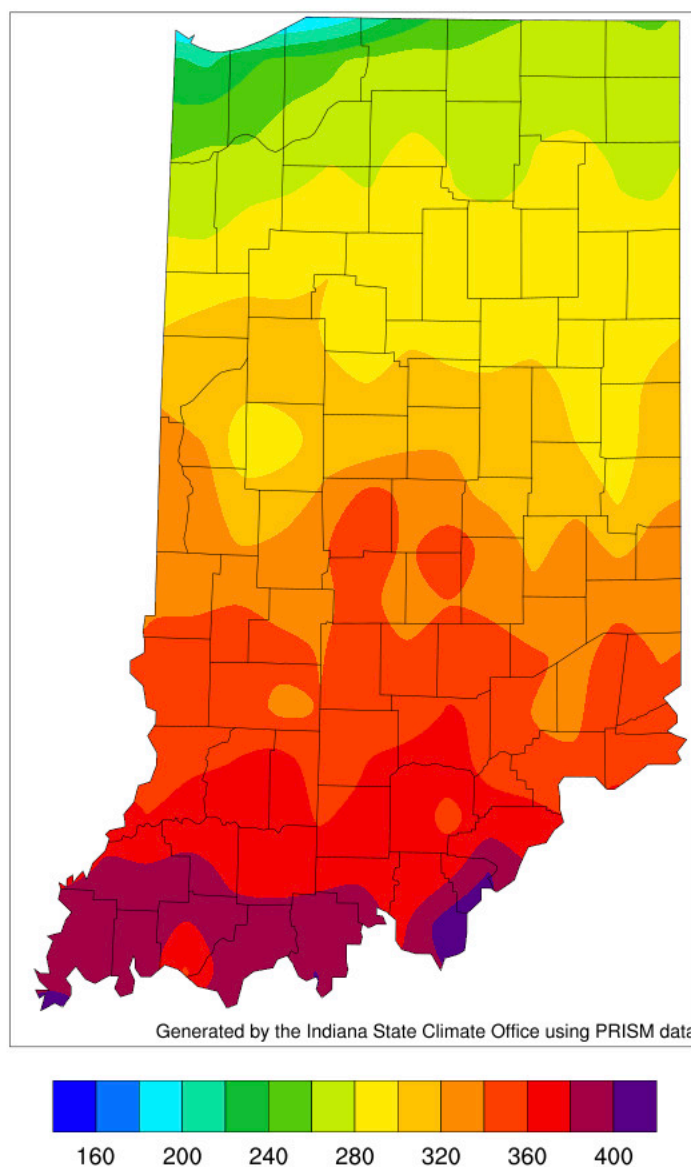 Generated by the Indiana State Climate Office using PRISM data
160 200 240 280 320 360 400